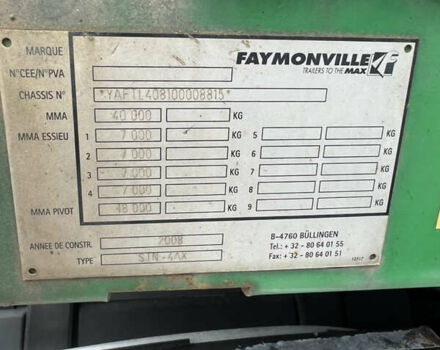 MARQUE
FAYMONVILLE
TRAILERS TO THE MAX
N°CEE/N°PVA
CHASSIS N° *YAFTL408100008815*
MMA 40 000 KG
MMA ESSIEU 1 7 000 KG 5 KG
2 7 000 KG 6 KG
3 7 000 KG 7 KG
4 7 000 KG 8 KG
MMA PIVOT 18 000 KG 9 KG
ANNEE DE CONSTR. 2008
TYPE STN-4AX
B-4760 BÜLLINGEN
Tel.: + 32 - 80 64 01 55
Fax: + 32 - 80 64 01 51